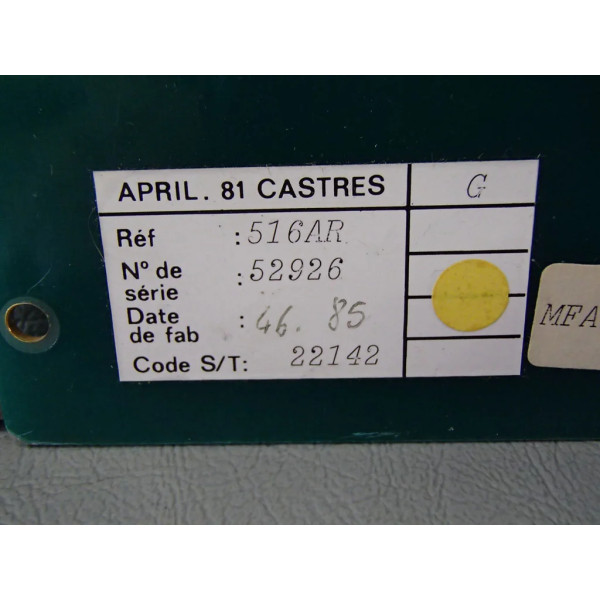 APRIL. 81 CASTRES G
Réf : 516AR
N° de série : 52926
Date de fab : 46. 85
Code S/T: 22142
MFA